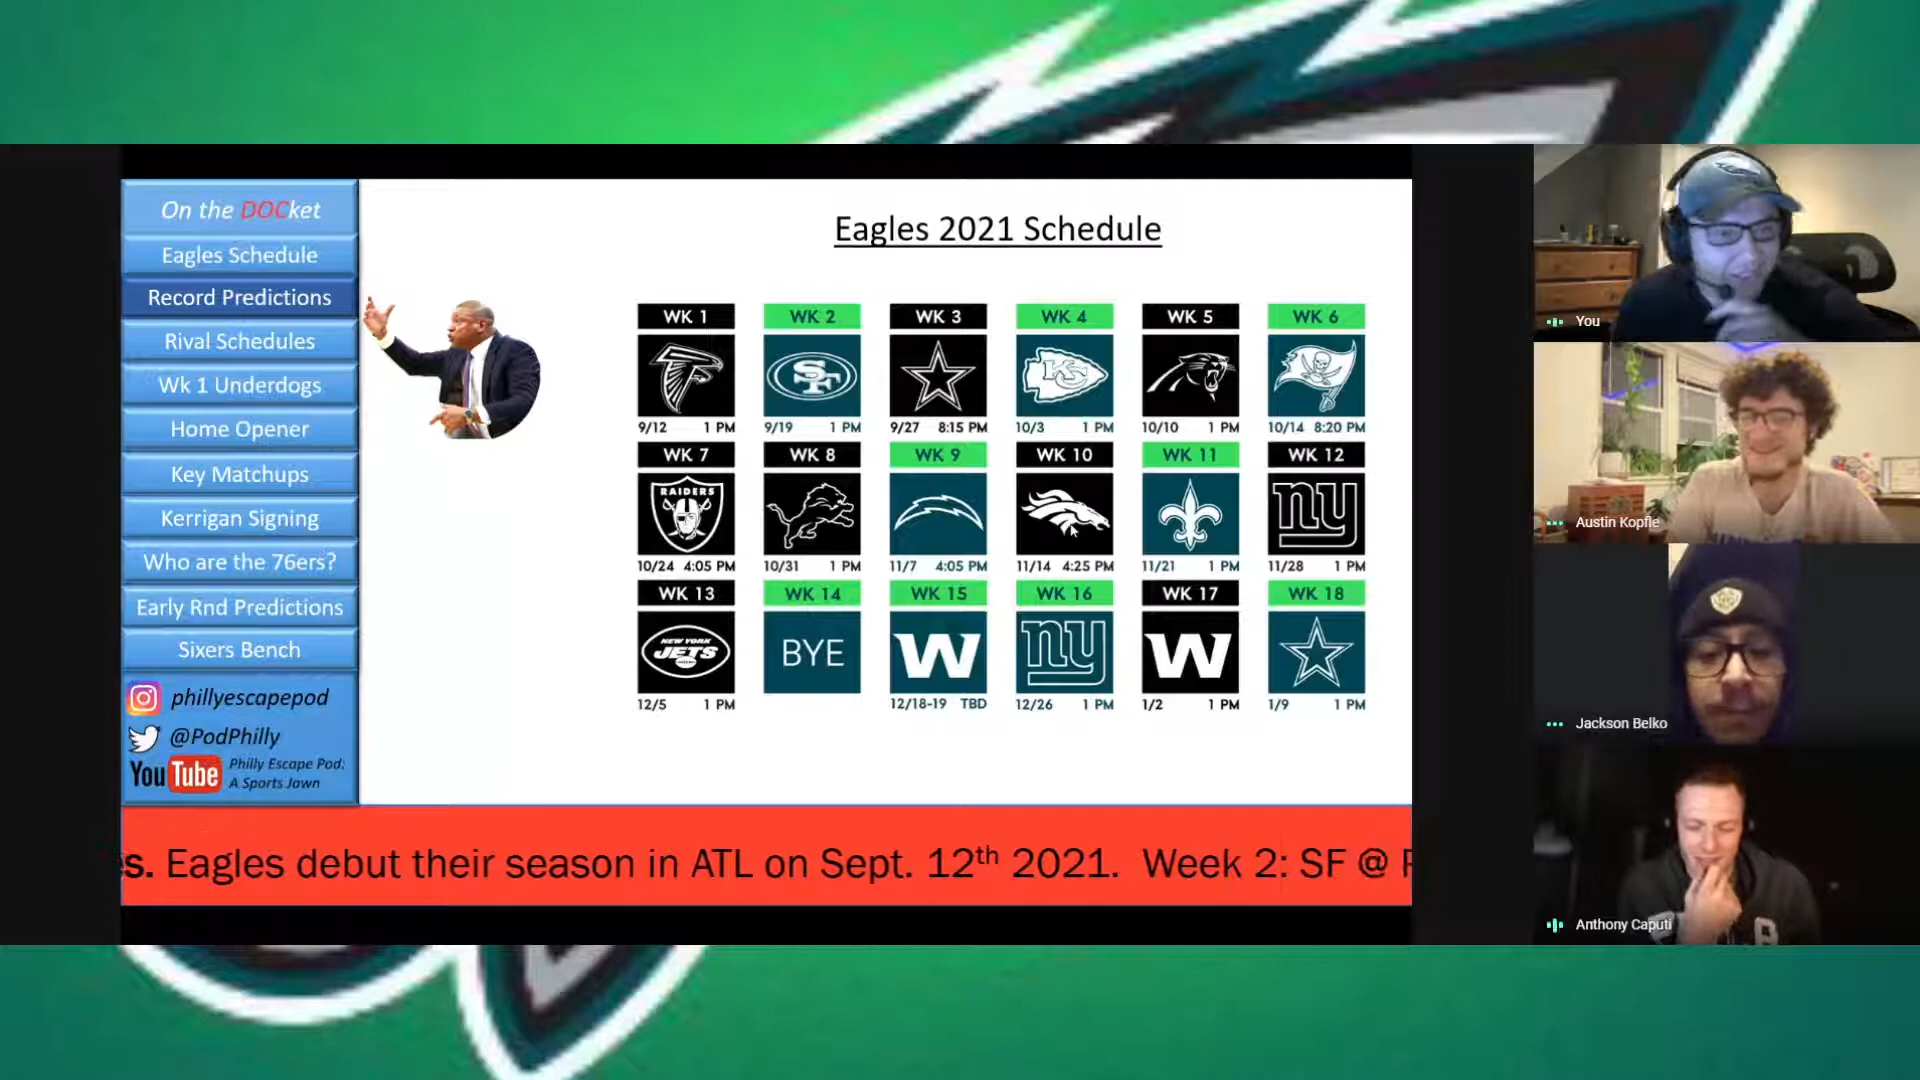 On the DOCket
Eagles Schedule
Record Predictions
Rival Schedules
Wk 1 Underdogs
Home Opener
Key Matchups
Kerrigan Signing
Who are the 76ers?
Early Rnd Predictions
Sixers Bench
phillyescapepod
@PodPhilly
YouTube Philly Escape Pod:
A Sports Jawn
Eagles 2021 Schedule
WK 1 WK 2 WK 3 WK 4 WK 5 WK 6
SF KC
9/12 1 PM 9/19 1 PM 9/27 8:15 PM 10/3 1 PM 10/10 1 PM 10/14 8:20 PM
WK 7 WK 8 WK 9 WK 10 WK 11 WK 12
RAIDERS ny
10/24 4:05 PM 10/31 1 PM 11/7 4:05 PM 11/14 4:25 PM 11/21 1 PM 11/28 1 PM
WK 13 WK 14 WK 15 WK 16 WK 17 WK 18
NEW YORK JETS BYE W ny W
12/5 1 PM 12/18-19 TBD 12/26 1 PM 1/2 1 PM 1/9 1 PM
s. Eagles debut their season in ATL on Sept. 12th 2021. Week 2: SF @
You
Austin Kopfle
Jackson Belko
Anthony Caputi
B